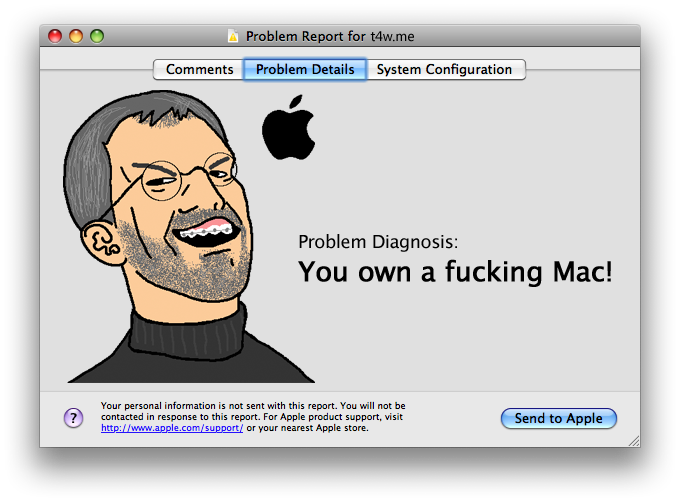 Problem Report for t4w.me
Comments Problem Details System Configuration
Problem Diagnosis:
You own a fucking Mac!
Your personal information is not sent with this report. You will not be
contacted in response to this report. For Apple product support, visit
http://www.apple.com/support/ or your nearest Apple store.
?
Send to Apple